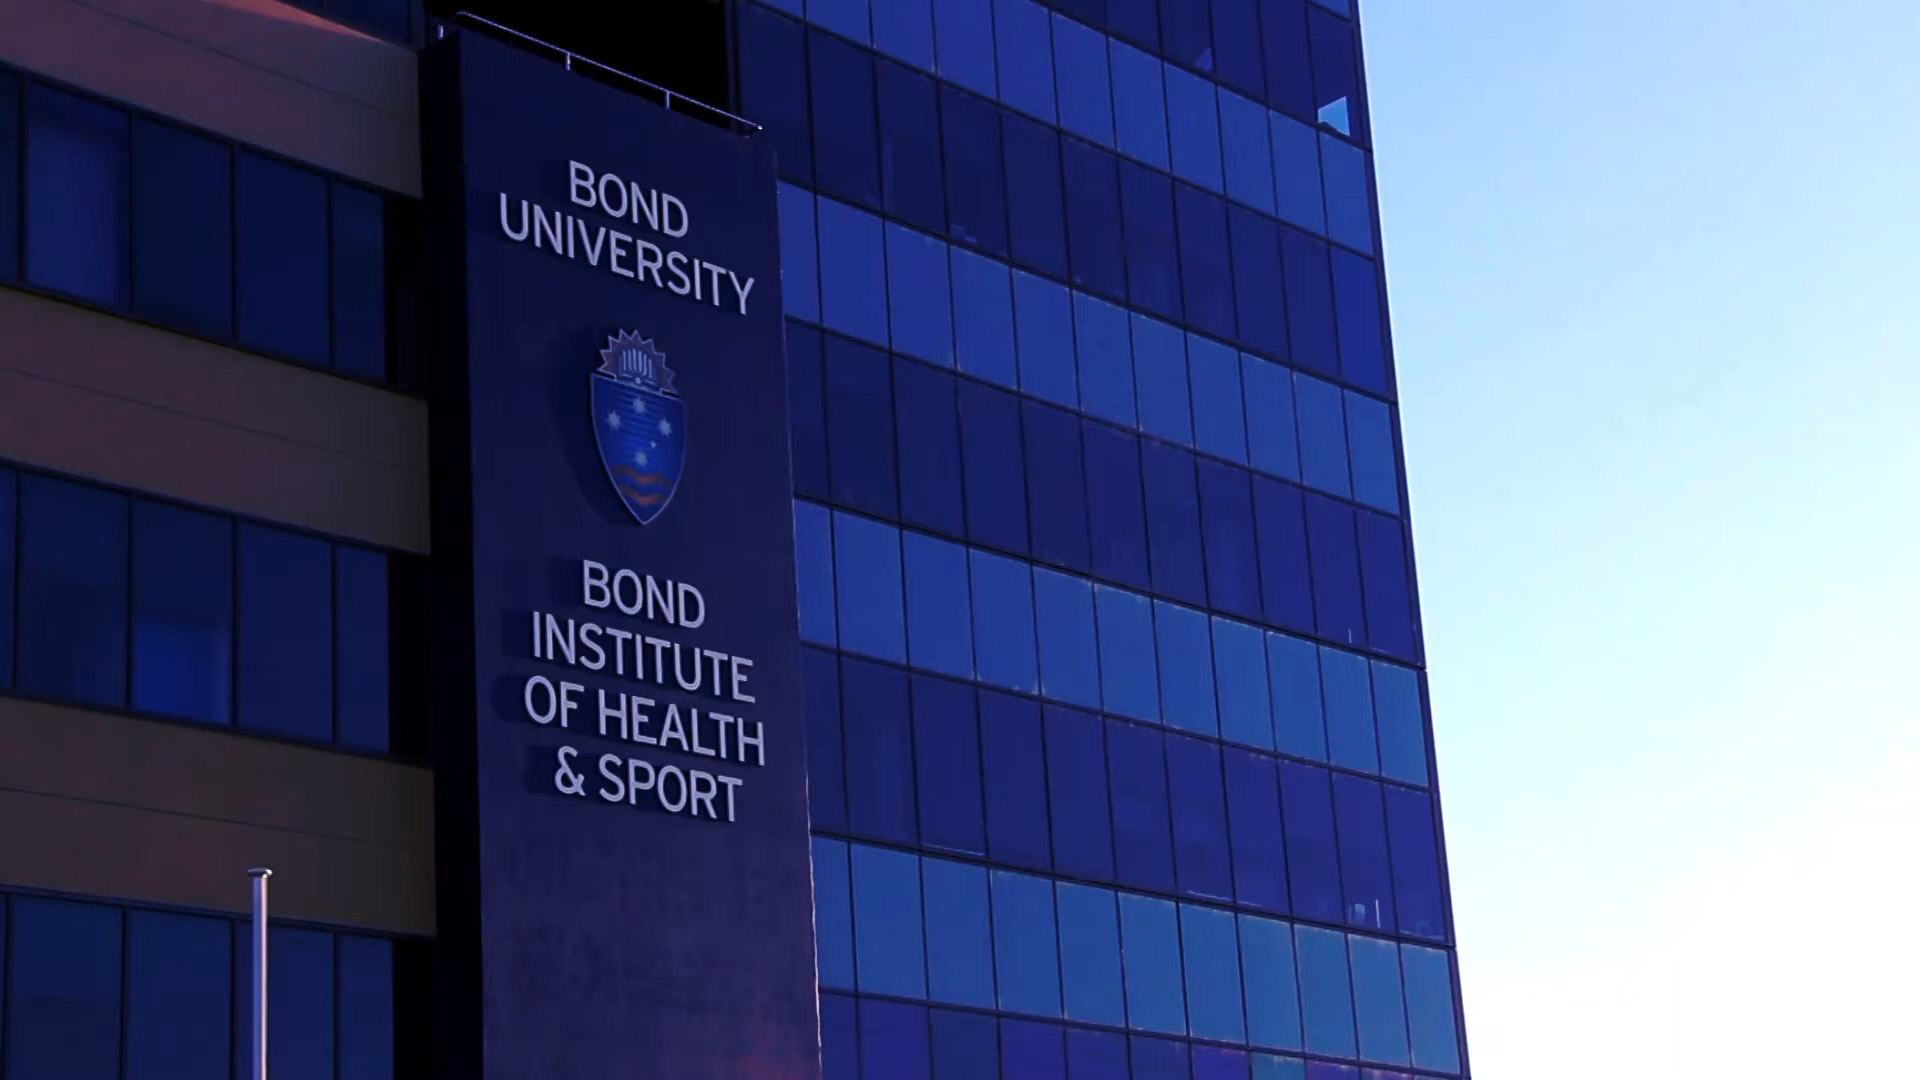 BOND
UNIVERSITY
BOND
INSTITUTE
OF HEALTH
& SPORT